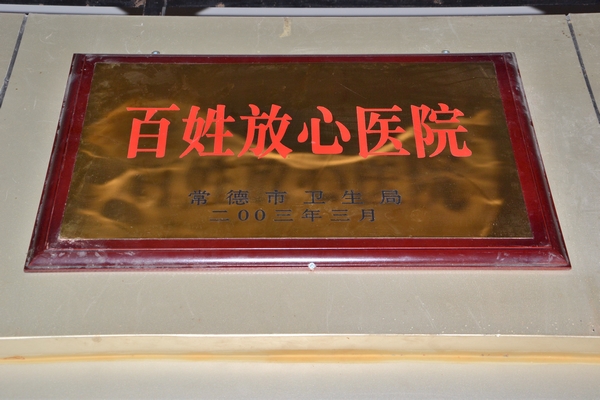 百姓放心医院
常德市卫生局
二00三年三月